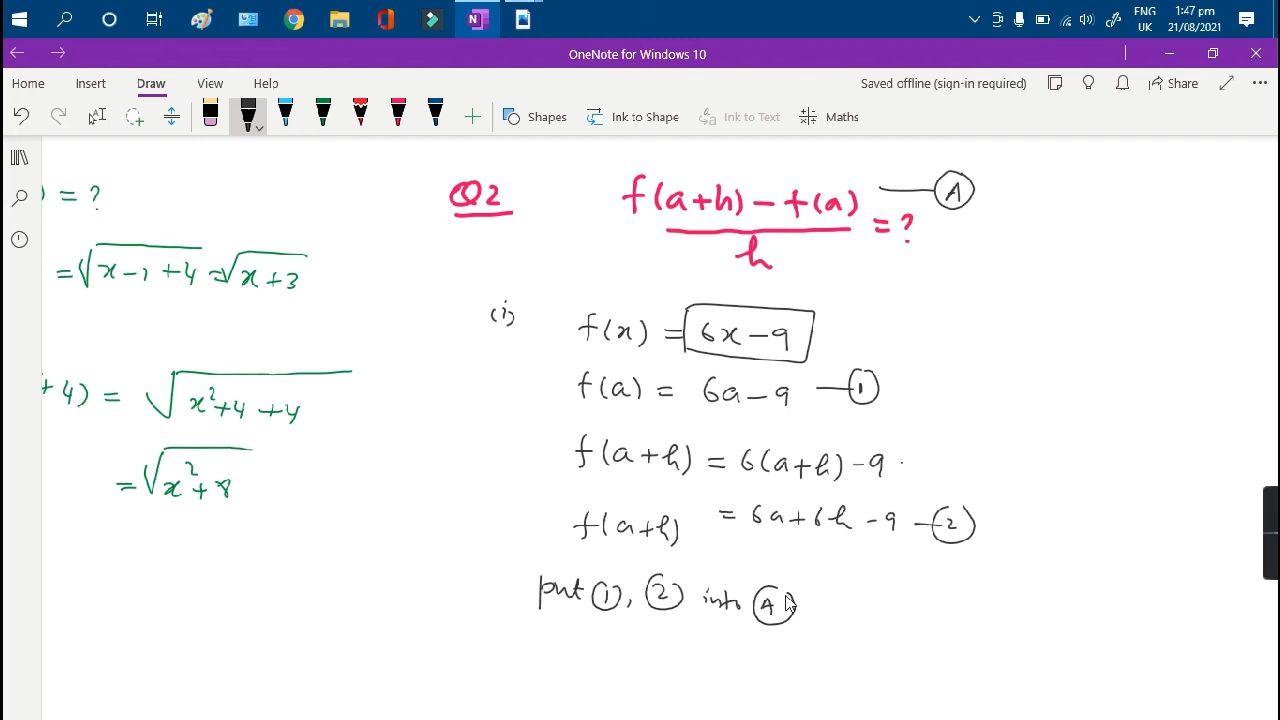 ENG 1:47 pm
UK 21/08/2021
OneNote for Windows 10
Home Insert Draw View Help
Saved offline (sign-in required) Share
Shapes Ink to Shape Ink to Text Maths
) = ?
= √(x-1+4) = √(x+3)
+4) = √(x²+4+4)
= √(x²+8)
Q2 f(a+h) - f(a) / h = ? — Ⓐ
(i) f(x) = 6x-9
f(a) = 6a-9 — ①
f(a+h) = 6(a+h)-9
f(a+h) = 6a+6h-9 — ②
put ①, ② into Ⓐ